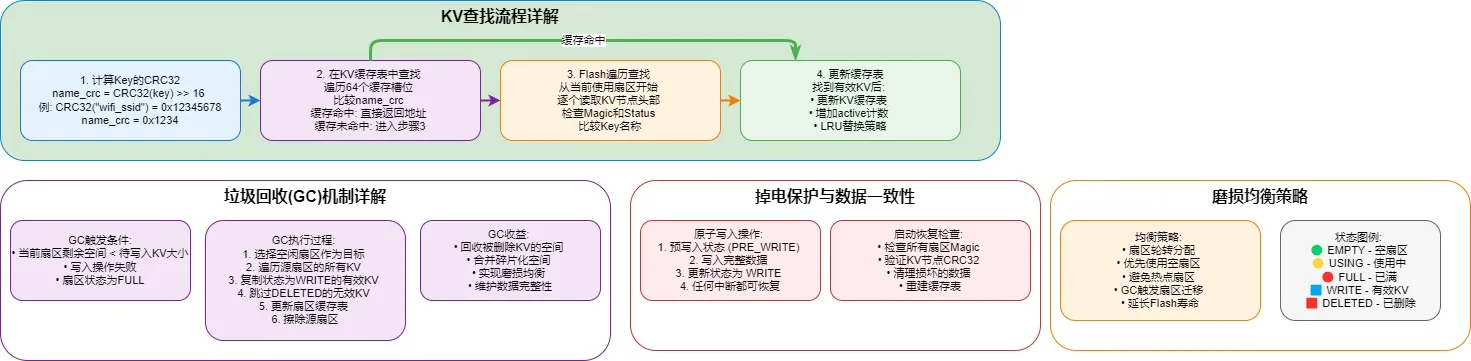 KV查找流程详解
缓存命中
1. 计算Key的CRC32
name_crc = CRC32(key) >> 16
例: CRC32("wifi_ssid") = 0x12345678
name_crc = 0x1234
2. 在KV缓存表中查找
遍历64个缓存槽位
比较name_crc
缓存命中: 直接返回地址
缓存未命中: 进入步骤3
3. Flash遍历查找
从当前使用扇区开始
逐个读取KV节点头部
检查Magic和Status
比较Key名称
4. 更新缓存表
找到有效KV后:
• 更新KV缓存表
• 增加active计数
• LRU替换策略
垃圾回收(GC)机制详解
GC触发条件:
• 当前扇区剩余空间 < 待写入KV大小
• 写入操作失败
• 扇区状态为FULL
GC执行过程:
1. 选择空闲扇区作为目标
2. 遍历源扇区的所有KV
3. 复制状态为WRITE的有效KV
4. 跳过DELETED的无效KV
5. 更新扇区缓存表
6. 擦除源扇区
GC收益:
• 回收被删除KV的空间
• 合并碎片化空间
• 实现磨损均衡
• 维护数据完整性
掉电保护与数据一致性
原子写入操作:
1. 预写入状态 (PRE_WRITE)
2. 写入完整数据
3. 更新状态为 WRITE
4. 任何中断都可恢复
启动恢复检查:
• 检查所有扇区Magic
• 验证KV节点CRC32
• 清理损坏的数据
• 重建缓存表
磨损均衡策略
均衡策略:
• 扇区轮转分配
• 优先使用空扇区
• 避免热点扇区
• GC触发扇区迁移
• 延长Flash寿命
状态图例:
EMPTY - 空扇区
USING - 使用中
FULL - 已满
WRITE - 有效KV
DELETED - 已删除